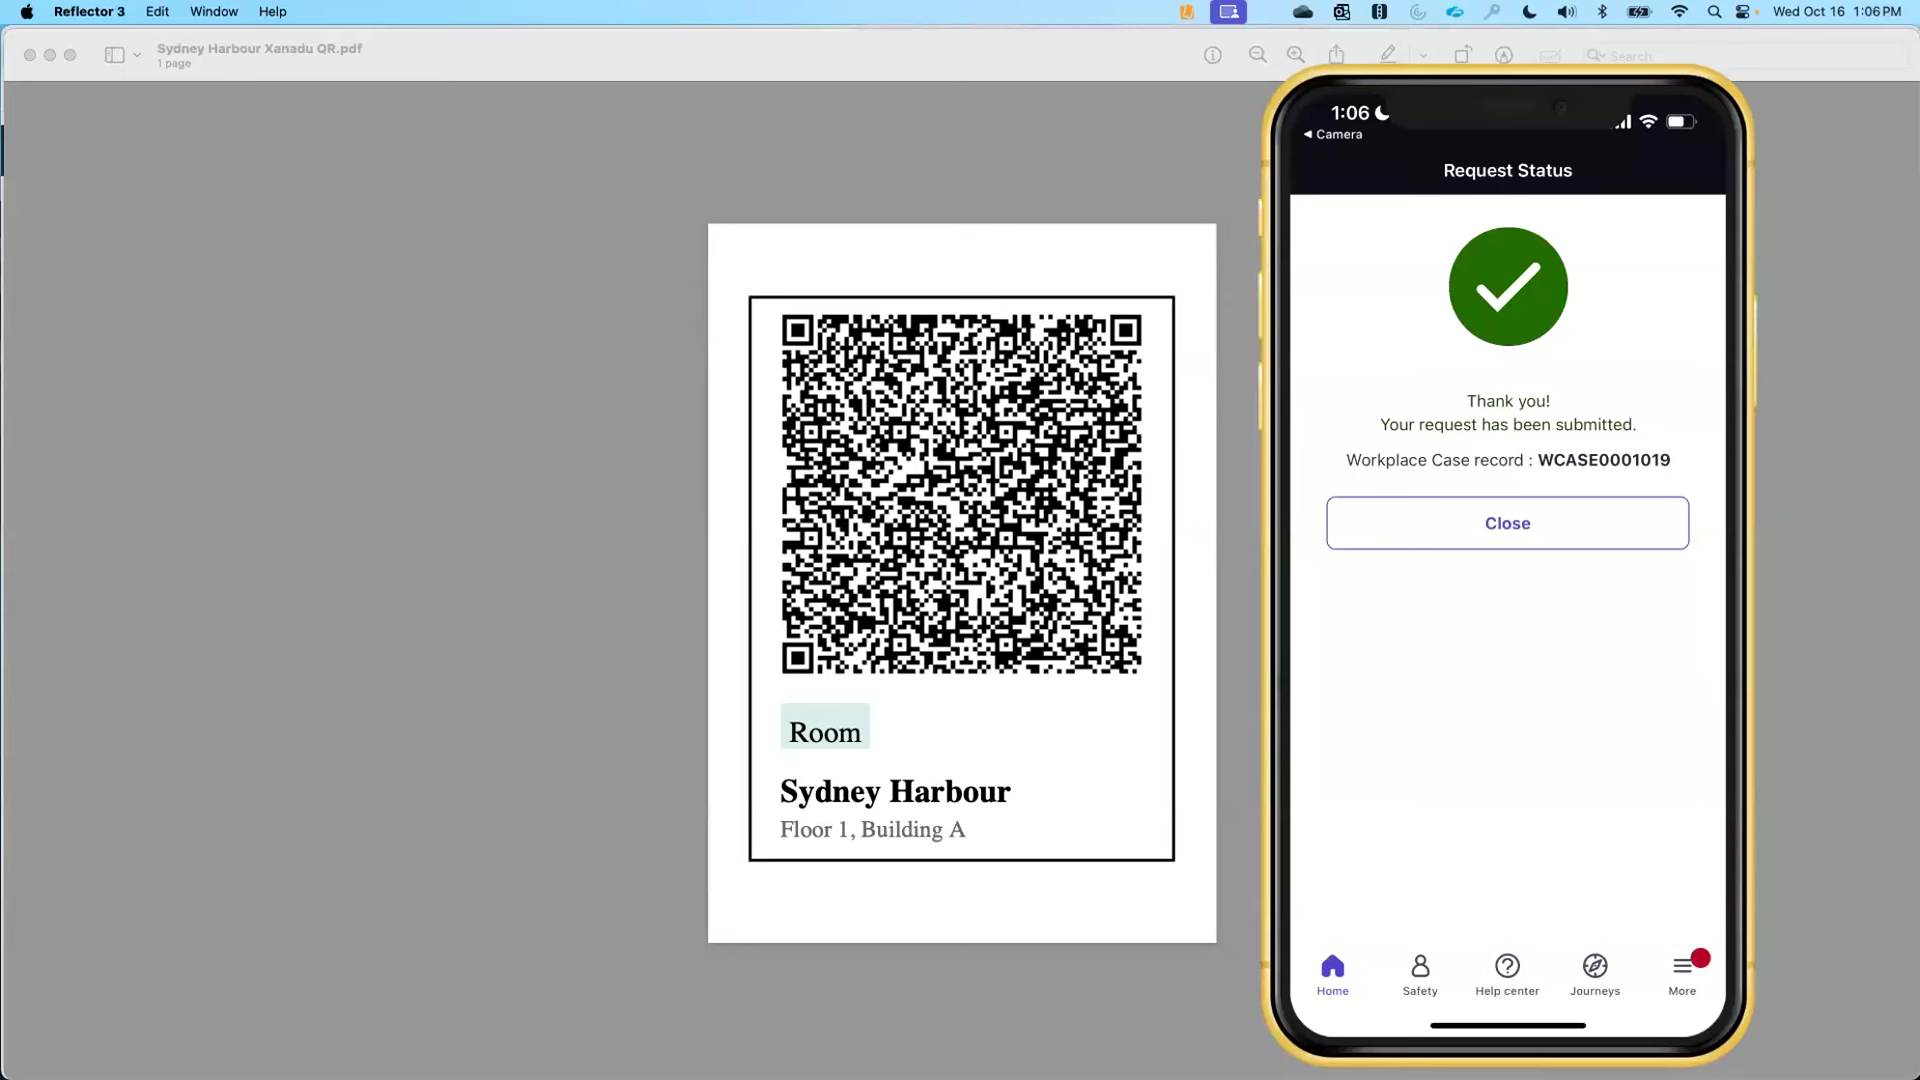 Reflector 3 Edit Window Help
Wed Oct 16 1:06 PM
Sydney Harbour Xanadu QR.pdf
1 page
Search
Room
Sydney Harbour
Floor 1, Building A
1:06
Camera
Request Status
Thank you!
Your request has been submitted.
Workplace Case record : WCASE0001019
Close
Home
Safety
Help center
Journeys
More